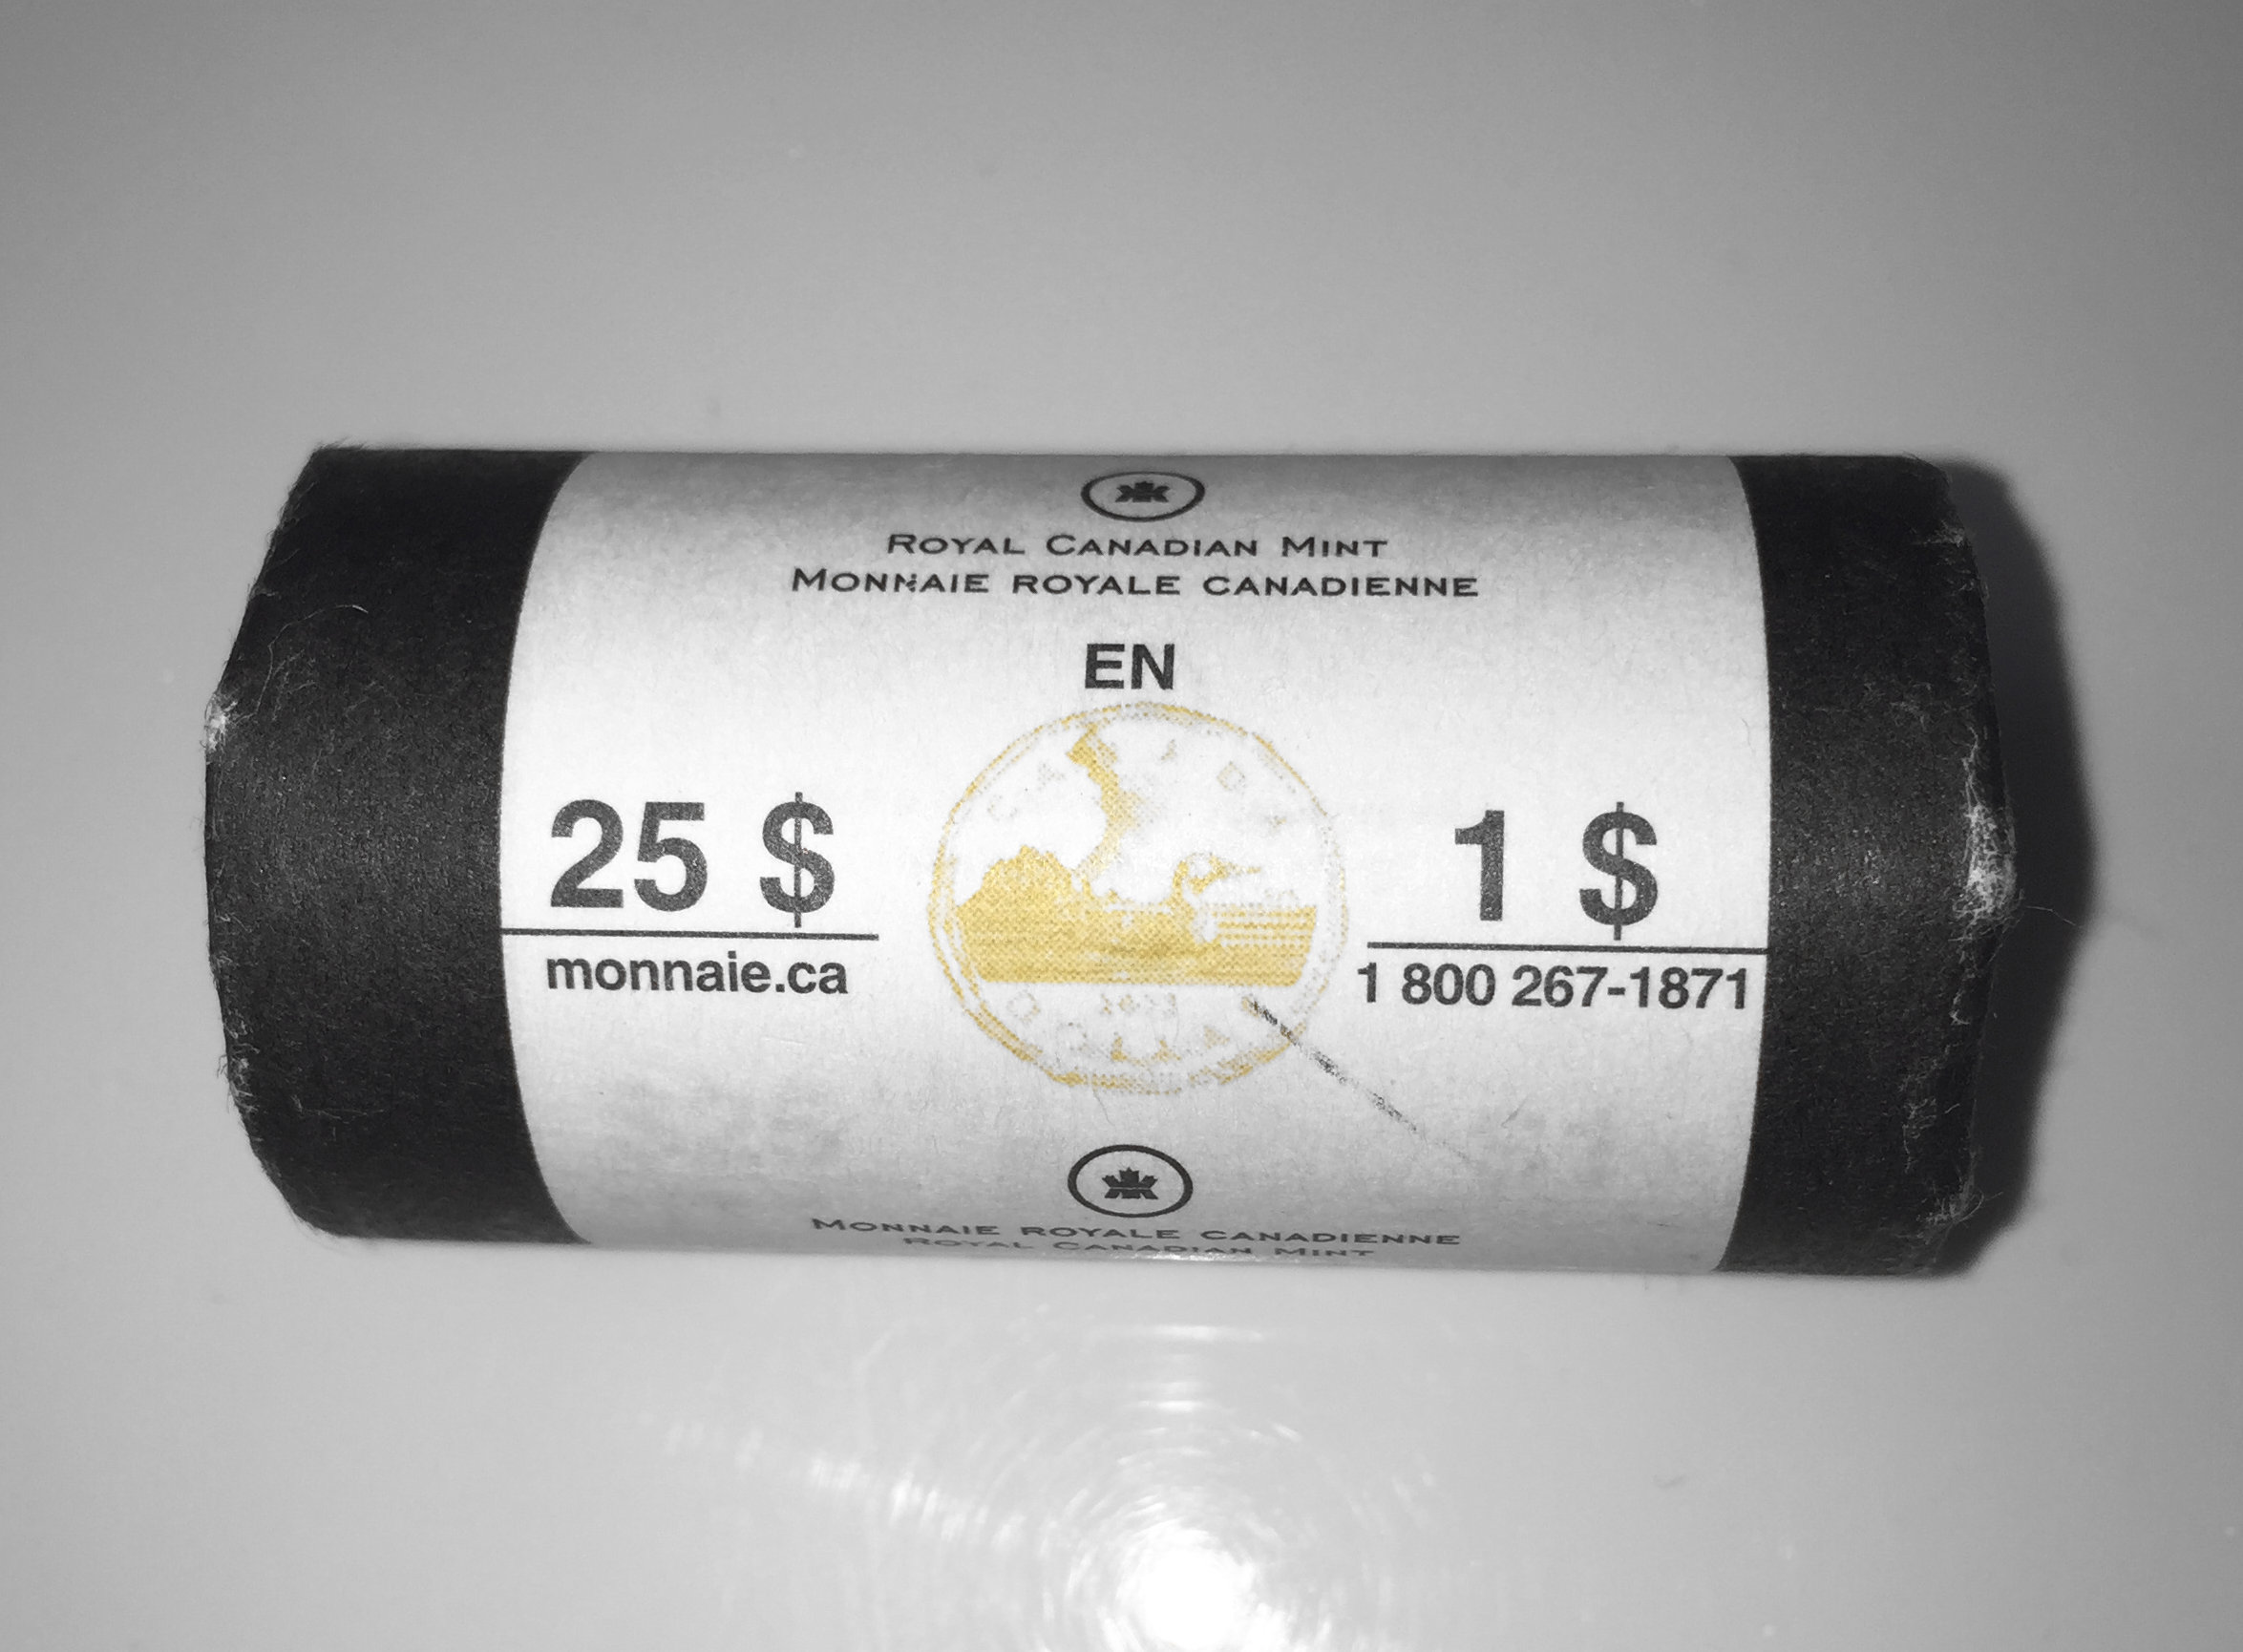 ROYAL CANADIAN MINT
MONNAIE ROYALE CANADIENNE
EN
25 $
monnaie.ca
1 $
1 800 267-1871
MONNAIE ROYALE CANADIENNE
ROYAL CANADIAN MINT